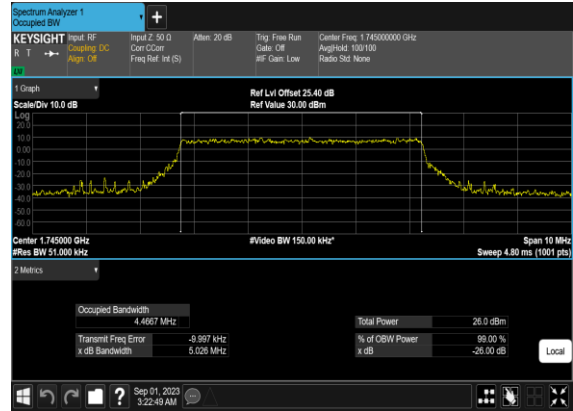 Spectrum Analyzer 1
Occupied BW
KEYSIGHT Input: RF Input Z: 50 Ω Atten: 20 dB Trig: Free Run Center Freq: 1.745000000 GHz
R T Coupling: DC Corr CCorr Gate: Off Avg|Hold: 100/100
Align: Off Freq Ref: Int (S) #IF Gain: Low Radio Std: None
LM
1 Graph Ref Lvl Offset 25.40 dB
Scale/Div 10.0 dB Ref Value 30.00 dBm
Log
20.0
10.0
0.00
-10.0
-20.0
-30.0
-40.0
-50.0
-60.0
Center 1.745000 GHz #Video BW 150.00 kHz* Span 10 MHz
#Res BW 51.000 kHz Sweep 4.80 ms (1001 pts)
2 Metrics
Occupied Bandwidth
4.4667 MHz Total Power 26.0 dBm
Transmit Freq Error -9.997 kHz % of OBW Power 99.00 %
x dB Bandwidth 5.026 MHz x dB -26.00 dB
Local
Sep 01, 2023
3:22:49 AM